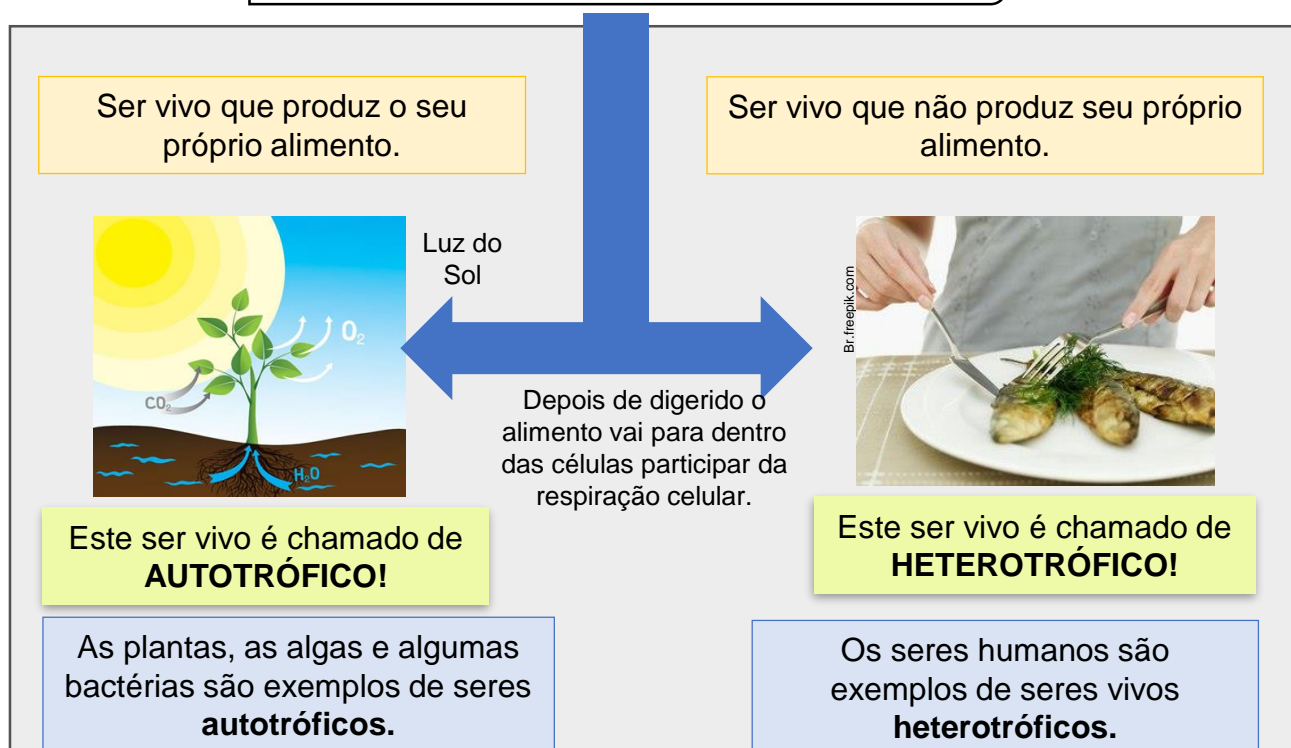 Ser vivo que produz o seu
próprio alimento.
Ser vivo que não produz seu próprio
alimento.
Luz do
Sol
O2
CO2
H2O
Br.freepik.com
Depois de digerido o
alimento vai para dentro
das células participar da
respiração celular.
Este ser vivo é chamado de
AUTOTRÓFICO!
Este ser vivo é chamado de
HETEROTRÓFICO!
As plantas, as algas e algumas
bactérias são exemplos de seres
autotróficos.
Os seres humanos são
exemplos de seres vivos
heterotróficos.